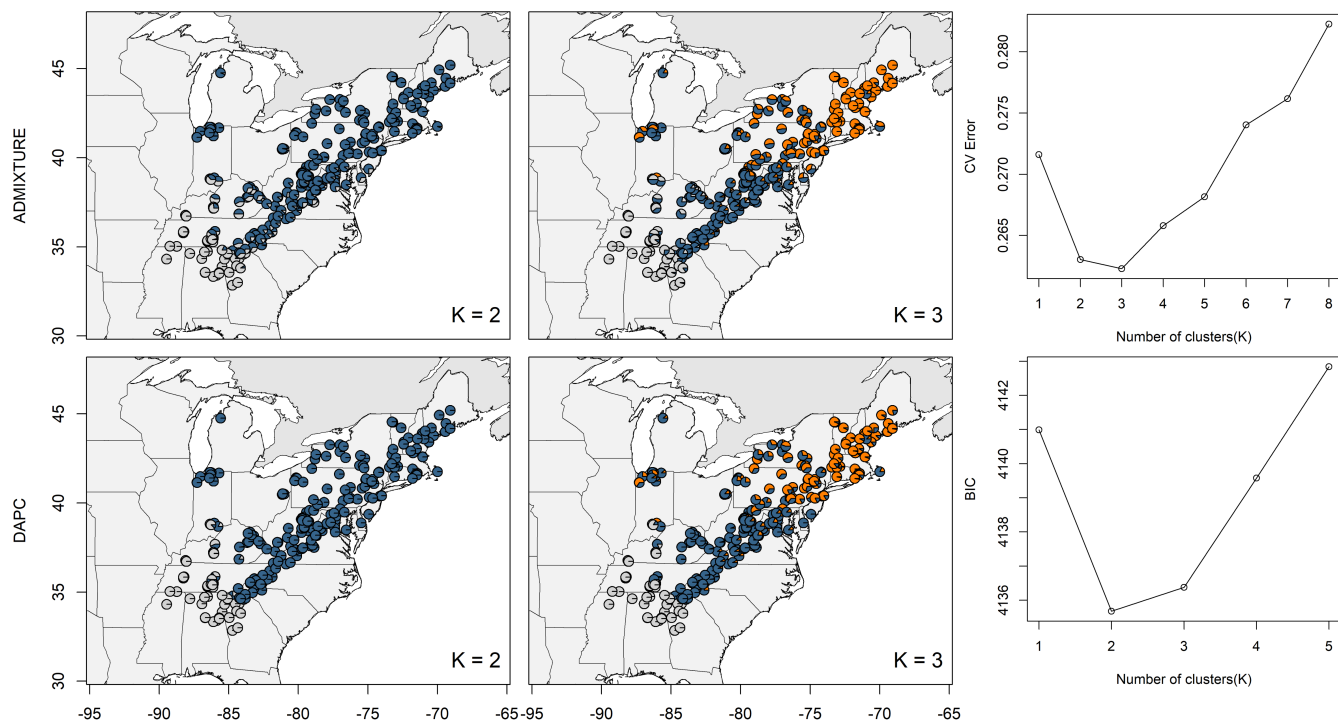 ADMIXTURE
45
40
35
30
K = 2
K = 3
CV Error
0.280
0.275
0.270
0.265
1 2 3 4 5 6 7 8
Number of clusters(K)
DAPC
45
40
35
30
K = 2
K = 3
-95 -90 -85 -80 -75 -70 -65
-95 -90 -85 -80 -75 -70 -65
BIC
4142
4140
4138
4136
1 2 3 4 5
Number of clusters(K)